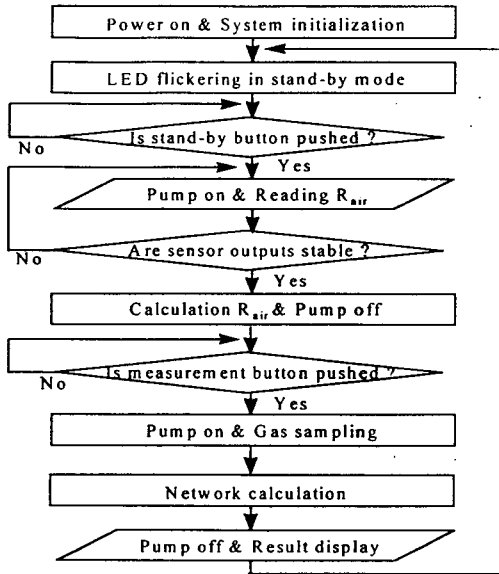 Power on & System initialization
LED flickering in stand-by mode
Is stand-by button pushed ?
No
Yes
Pump on & Reading R_air
Are sensor outputs stable ?
No
Yes
Calculation R_air & Pump off
Is measurement button pushed ?
No
Yes
Pump on & Gas sampling
Network calculation
Pump off & Result display